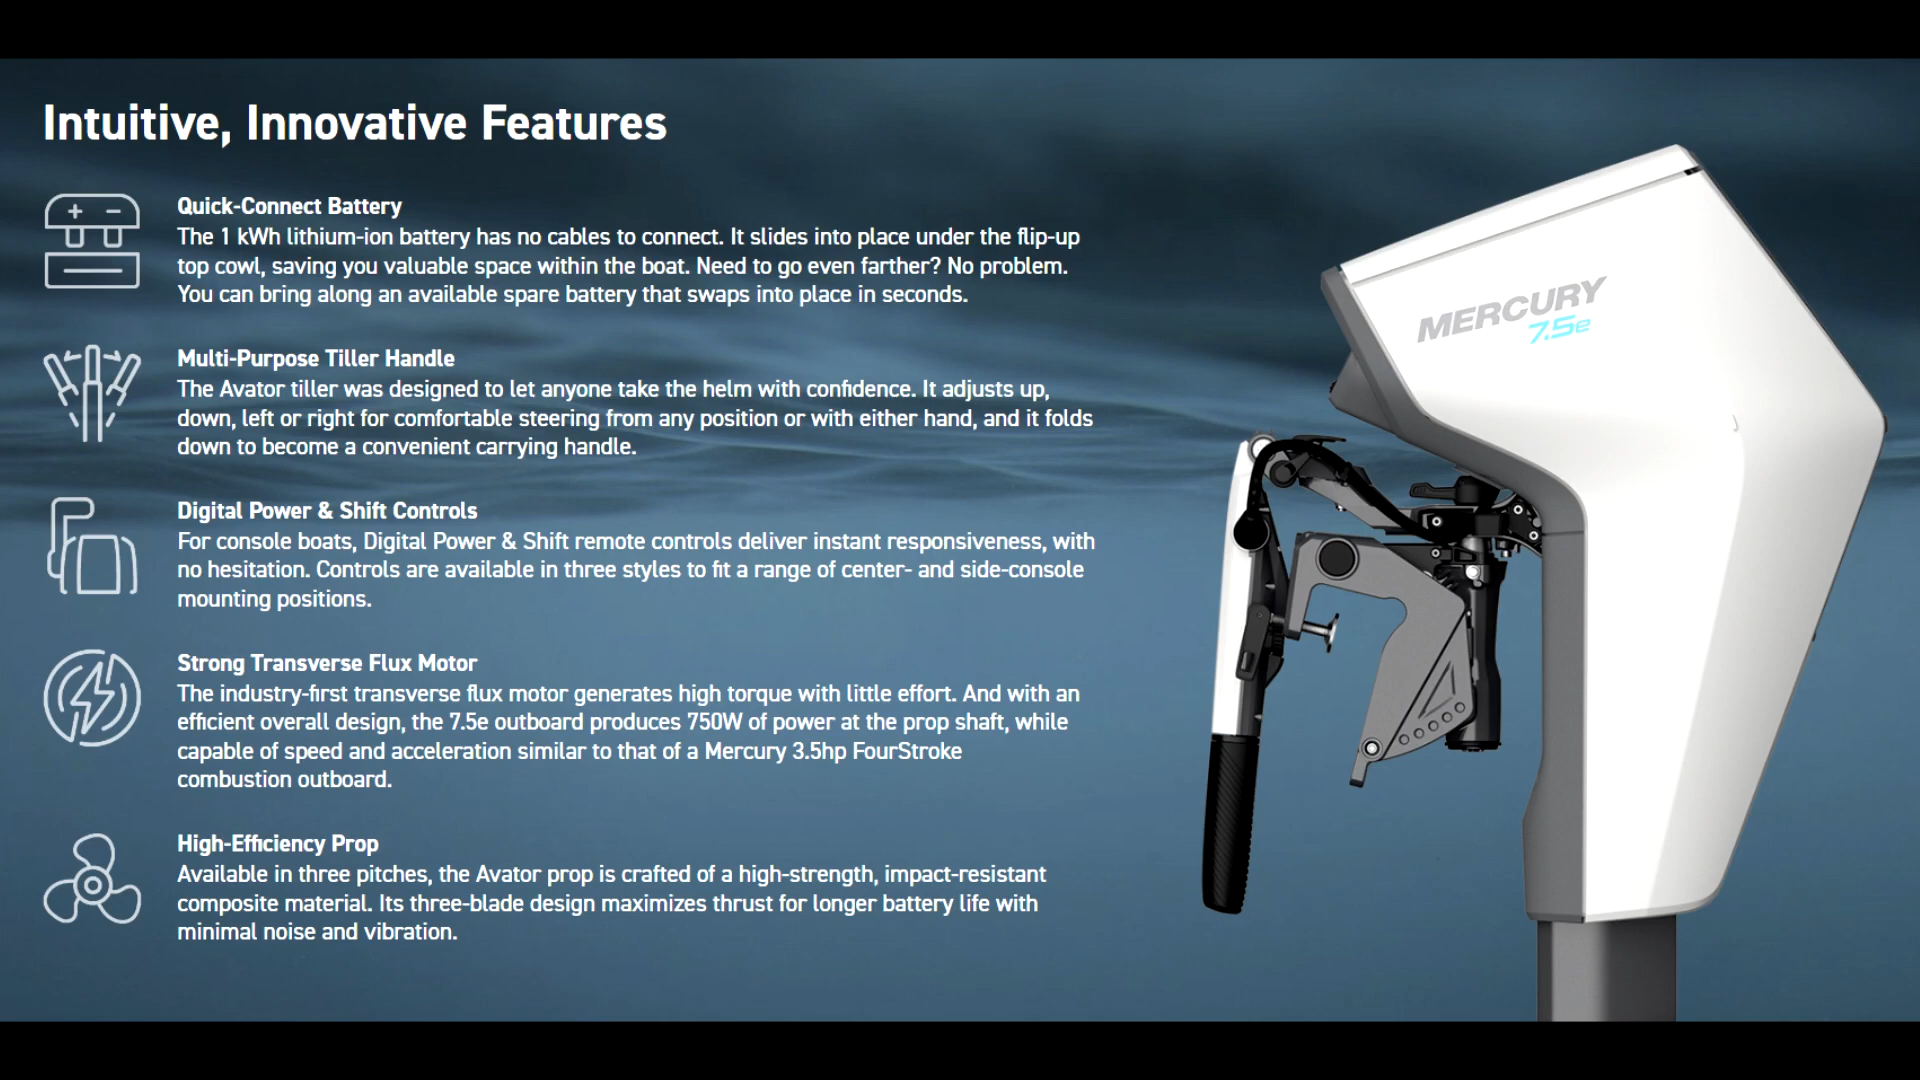 Intuitive, Innovative Features
Quick-Connect Battery
The 1 kWh lithium-ion battery has no cables to connect. It slides into place under the flip-up
top cowl, saving you valuable space within the boat. Need to go even farther? No problem.
You can bring along an available spare battery that swaps into place in seconds.
Multi-Purpose Tiller Handle
The Avator tiller was designed to let anyone take the helm with confidence. It adjusts up,
down, left or right for comfortable steering from any position or with either hand, and it folds
down to become a convenient carrying handle.
Digital Power & Shift Controls
For console boats, Digital Power & Shift remote controls deliver instant responsiveness, with
no hesitation. Controls are available in three styles to fit a range of center- and side-console
mounting positions.
Strong Transverse Flux Motor
The industry-first transverse flux motor generates high torque with little effort. And with an
efficient overall design, the 7.5e outboard produces 750W of power at the prop shaft, while
capable of speed and acceleration similar to that of a Mercury 3.5hp FourStroke
combustion outboard.
High-Efficiency Prop
Available in three pitches, the Avator prop is crafted of a high-strength, impact-resistant
composite material. Its three-blade design maximizes thrust for longer battery life with
minimal noise and vibration.
MERCURY
7.5e